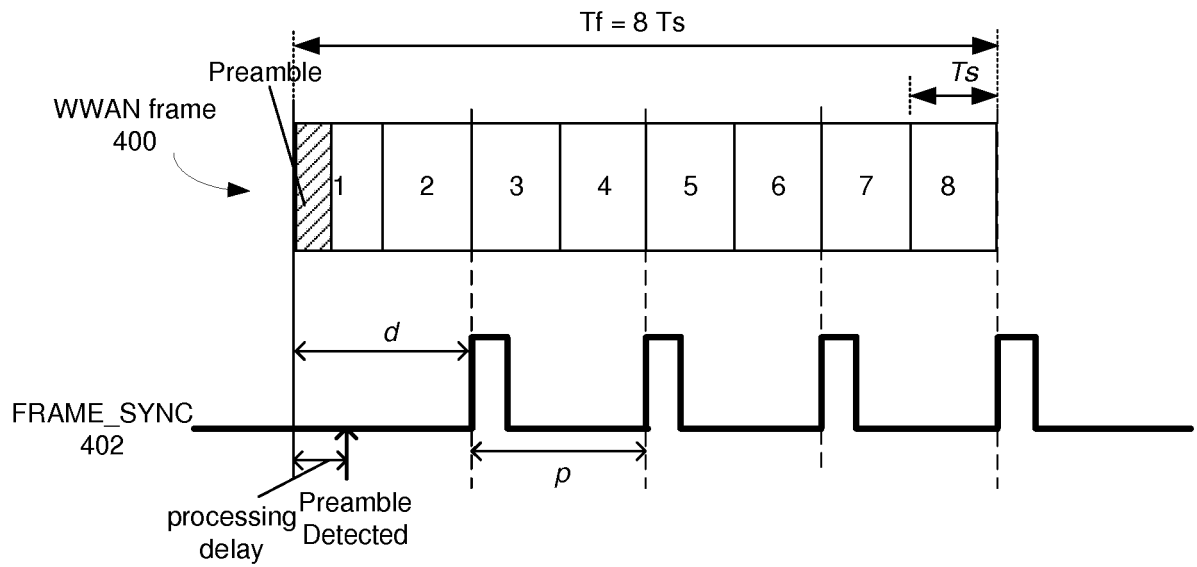 Tf = 8 Ts
Preamble
Ts
WWAN frame
400
1 2 3 4 5 6 7 8
d
FRAME_SYNC
402
p
processing
delay
Preamble
Detected